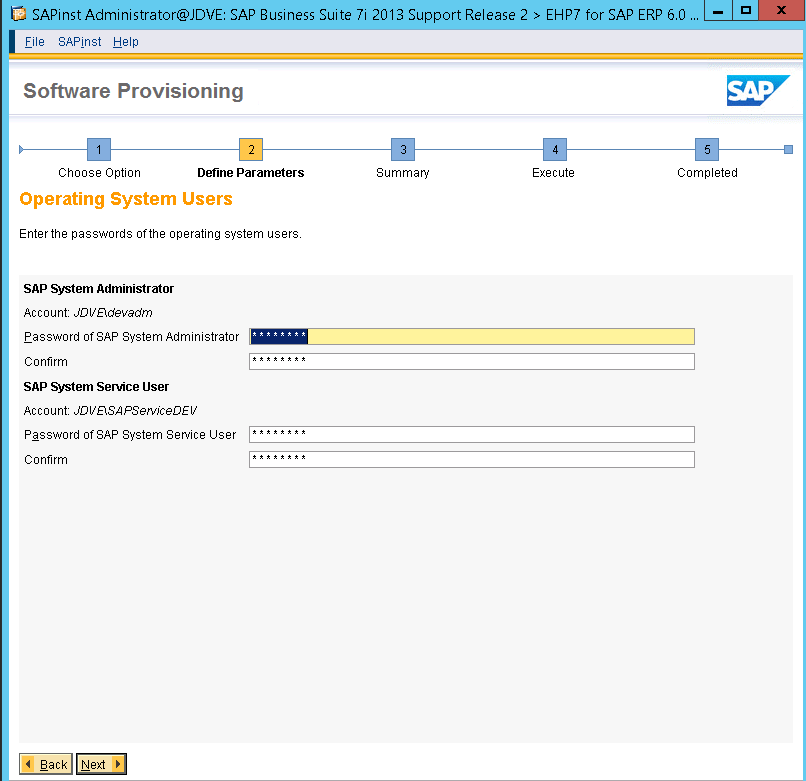 SAPinst Administrator@JDVE: SAP Business Suite 7i 2013 Support Release 2 > EHP7 for SAP ERP 6.0 ...
File SAPinst Help
Software Provisioning
SAP
1 2 3 4 5
Choose Option Define Parameters Summary Execute Completed
Operating System Users
Enter the passwords of the operating system users.
SAP System Administrator
Account: JDVE\devadm
Password of SAP System Administrator ********
Confirm ********
SAP System Service User
Account: JDVE\SAPServiceDEV
Password of SAP System Service User ********
Confirm ********
Back Next